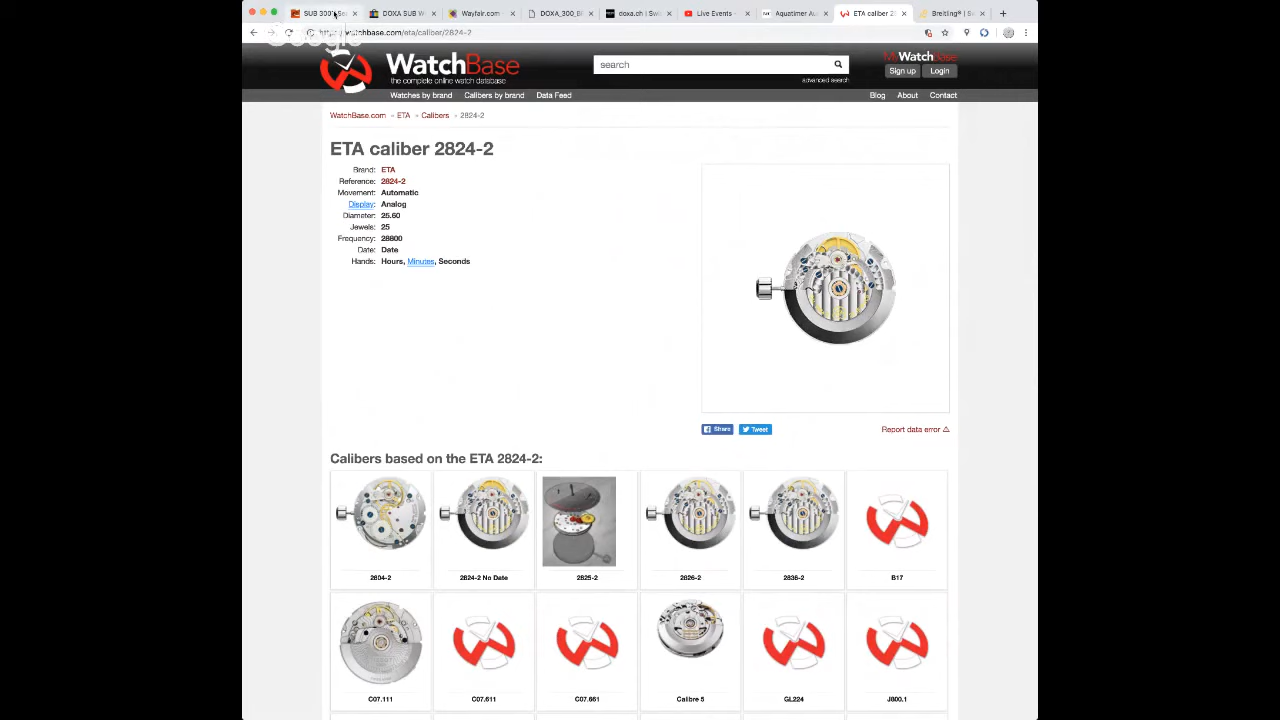 SUB 300T Se
DOXA SUB W
Wayfair.com -
DOXA_300_B
doxa.ch | Sw
Live Events
Aquatimer Au
ETA caliber 2
Breitling® | S
watchbase.com/eta/caliber/2824-2
Google
WatchBase
the complete online watch database
search
advanced search
MyWatchBase
Sign up
Login
Watches by brand
Calibers by brand
Data Feed
Blog
About
Contact
WatchBase.com » ETA » Calibers » 2824-2
ETA caliber 2824-2
Brand: ETA
Reference: 2824-2
Movement: Automatic
Display: Analog
Diameter: 25.60
Jewels: 25
Frequency: 28800
Date: Date
Hands: Hours, Minutes, Seconds
Share
Tweet
Report data error
Calibers based on the ETA 2824-2:
2804-2
2824-2 No Date
2825-2
2826-2
2836-2
B17
C07.111
C07.611
C07.661
Calibre 5
GL224
J800.1